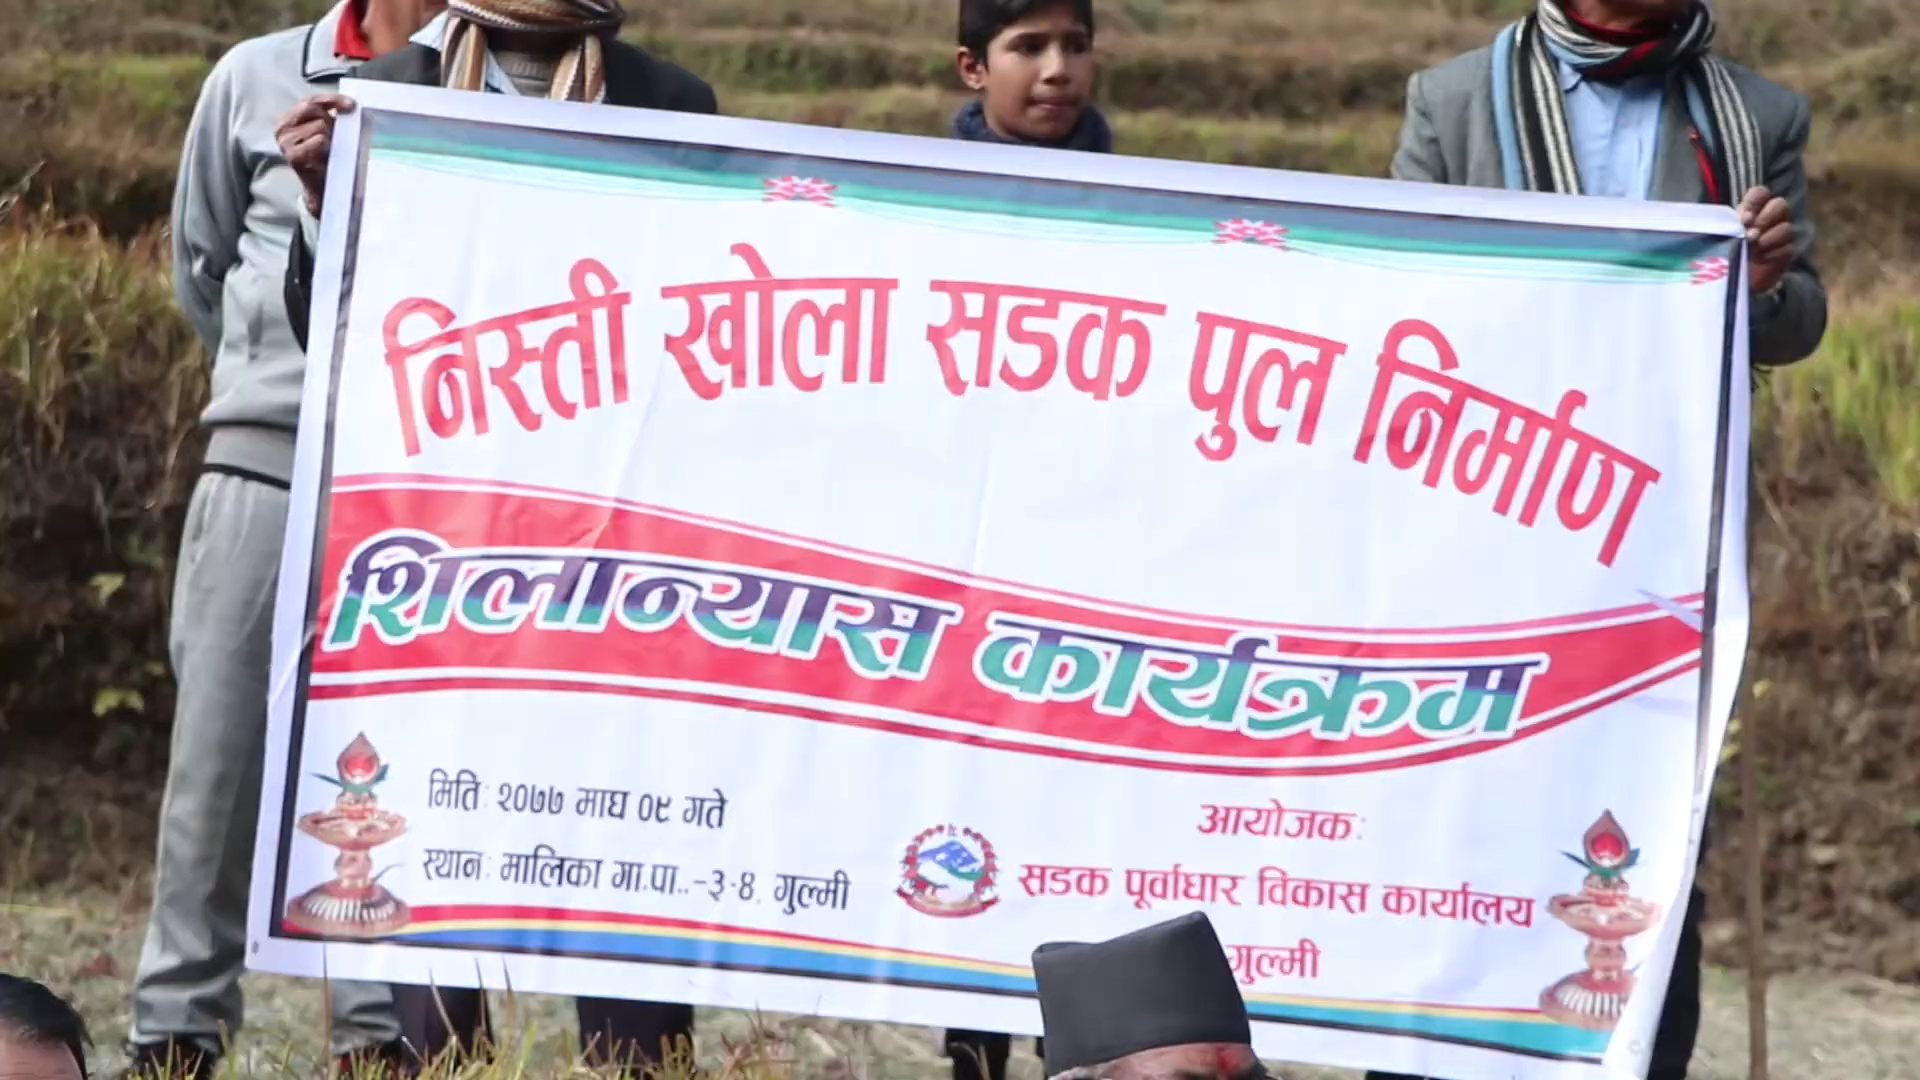 निस्ती खोला सडक पुल निर्माण
शिलान्यास कार्यक्रम
मिति: २०७७ माघ ०९ गते
स्थान: मालिका गा.पा..-३-४, गुल्मी
आयोजक:
सडक पूर्वाधार विकास कार्यालय
गुल्मी